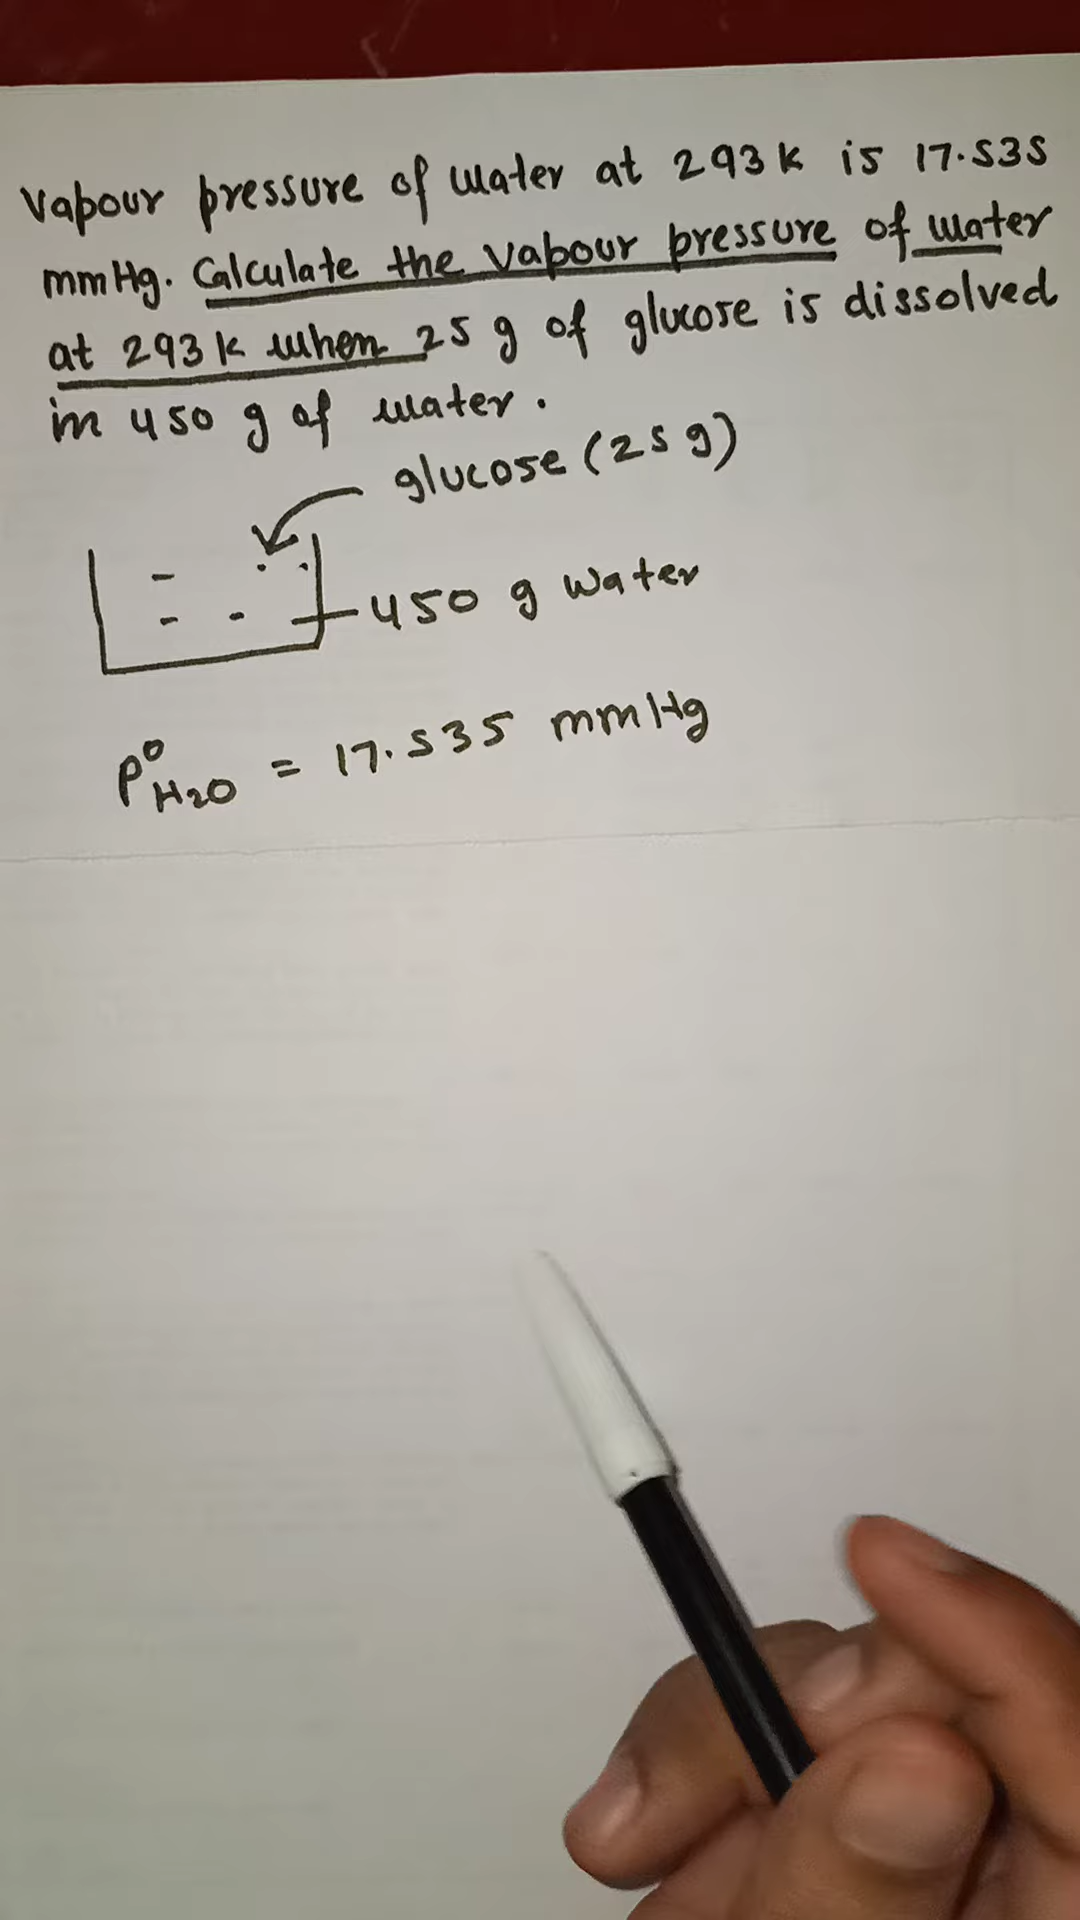 Vapour pressure of water at 293 K is 17.535
mmHg. Calculate the vapour pressure of water
at 293 K when 25 g of glucose is dissolved
in 450 g of water.
glucose (25 g)
450 g water
P⁰H₂O = 17.535 mmHg